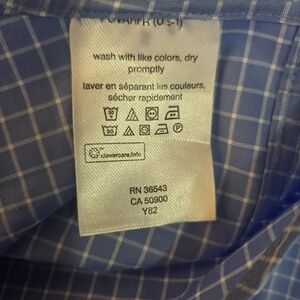 wash with like colors, dry
promptly
laver en séparant les couleurs,
sécher rapidement
clevercare.info
RN 36543
CA 50900
Y82